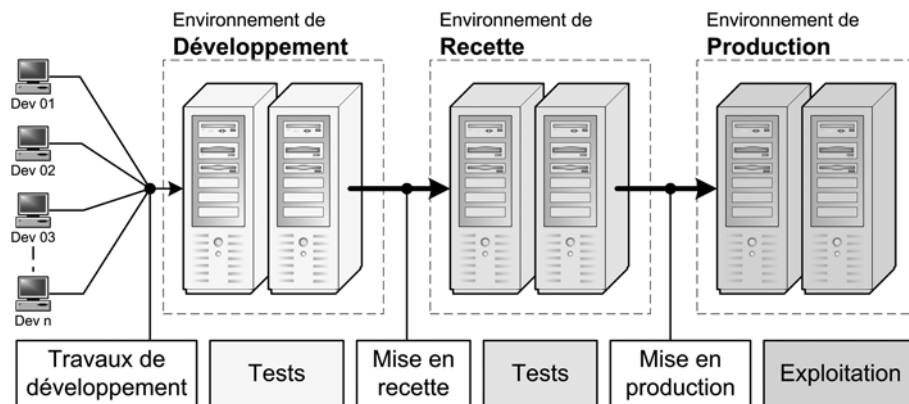 Environnement de
Développement
Environnement de
Recette
Environnement de
Production
Dev 01
Dev 02
Dev 03
Dev n
Travaux de
développement
Tests
Mise en
recette
Tests
Mise en
production
Exploitation